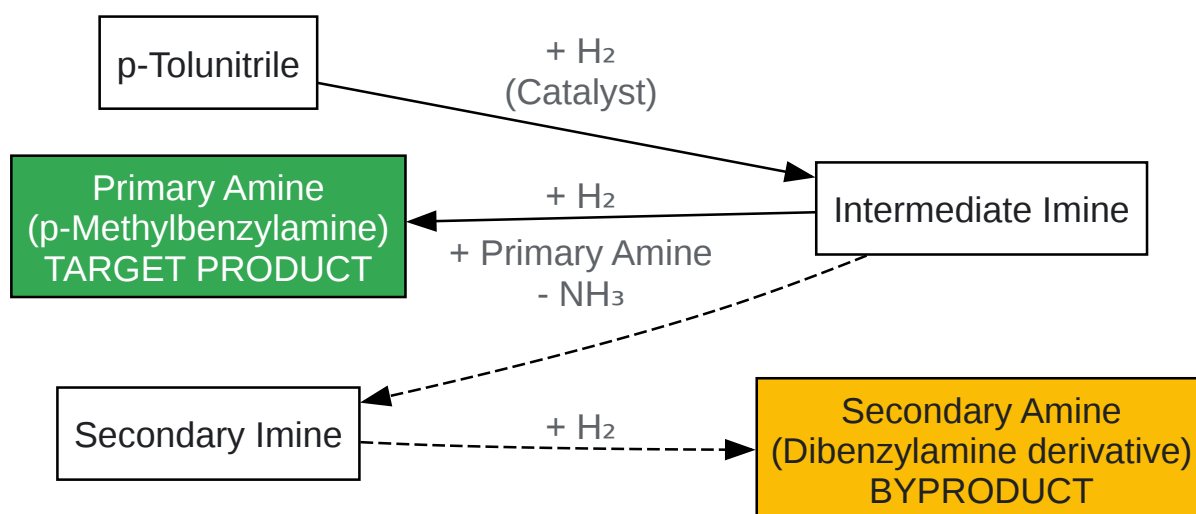 p-Tolunitrile
+ H₂
(Catalyst)
Primary Amine
(p-Methylbenzylamine)
TARGET PRODUCT
+ H₂
Intermediate Imine
+ Primary Amine
- NH₃
Secondary Imine
+ H₂
Secondary Amine
(Dibenzylamine derivative)
BYPRODUCT